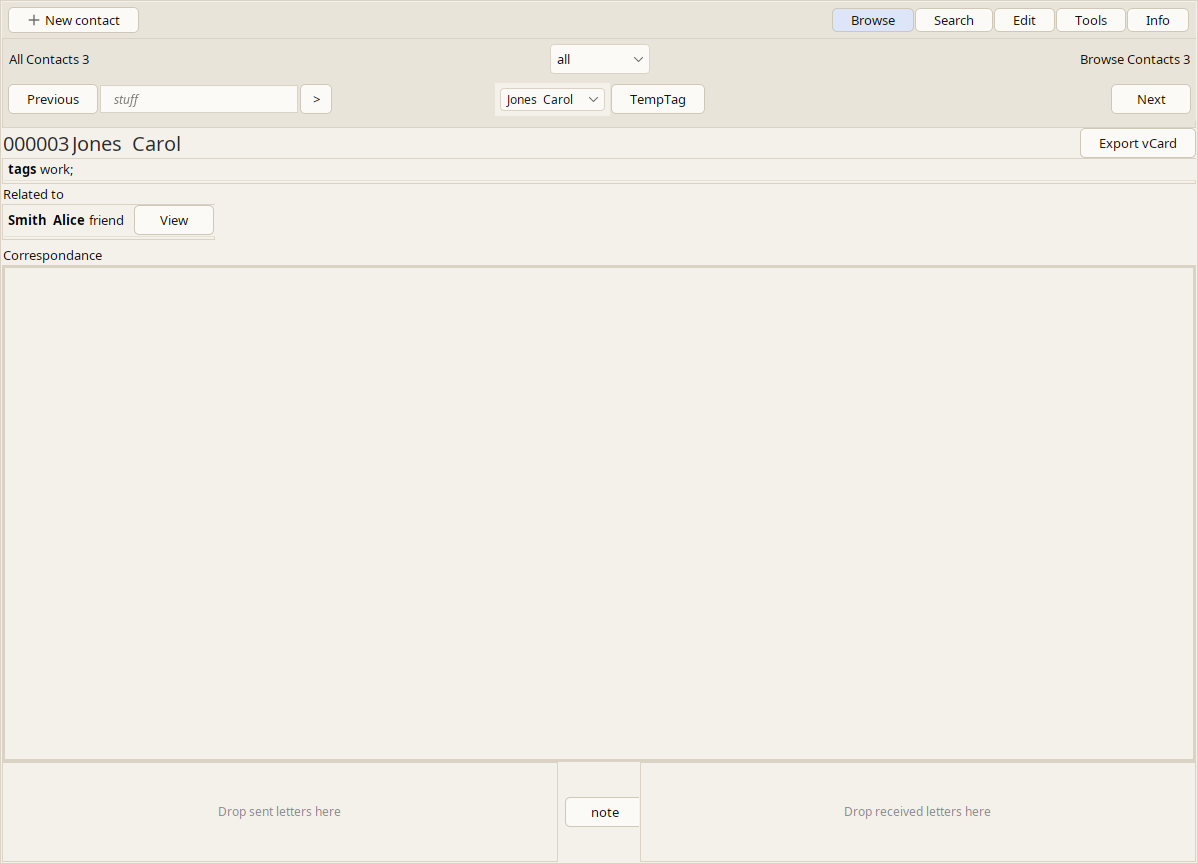 New contact Browse Search Edit Tools Info
All Contacts 3 all Browse Contacts 3
Previous stuff > Jones  Carol TempTag Next
000003 Jones  Carol Export vCard
tags work;
Related to
Smith  Alice friend View
Correspondance
Drop sent letters here note Drop received letters here